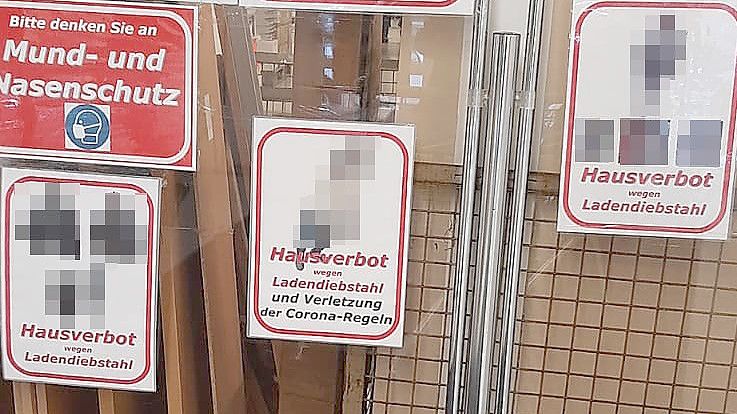 Bitte denken Sie an
Mund- und
Nasenschutz
Hausverbot
wegen
Ladendiebstahl
Hausverbot
wegen
Ladendiebstahl
und Verletzung
der Corona-Regeln
Hausverbot
wegen
Ladendiebstahl